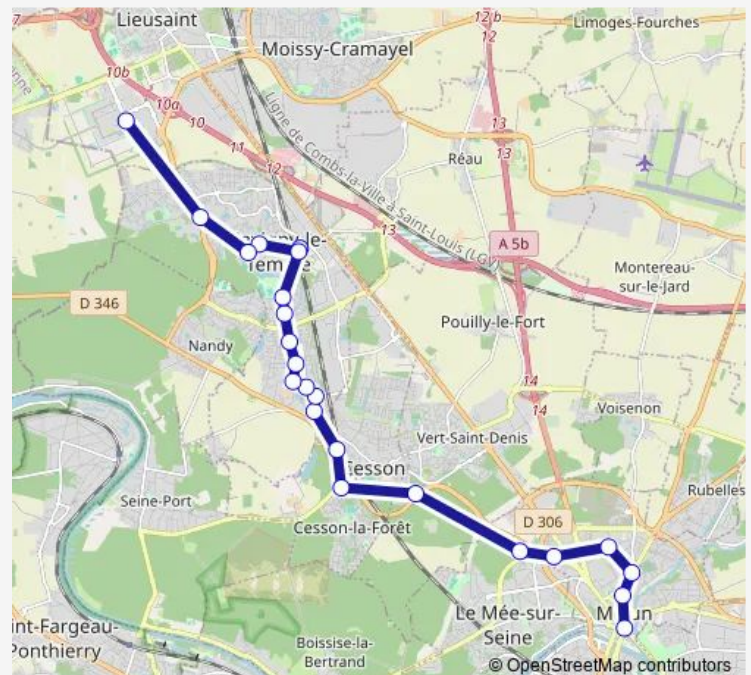 Lieusaint
12 b
12
Limoges-Fourches
Moissy-Cramayel
10b
10a
10
11
12
13
13
Réau
Ligne de Combs-la-Ville à Saint-Louis (LGV)
13
A 5b
Montereau-
sur-le-Jard
D 346
Pouilly-le-Fort
Nandy
14
14
Voisenon
Vert-Saint-Denis
Cesson
Rubelles
Seine-Port
D 306
Cesson-la-Forêt
Le Mée-sur-
Seine
int-Fargeau-
Ponthierry
Boissise-la-
Bertrand
© OpenStreetMap contributors